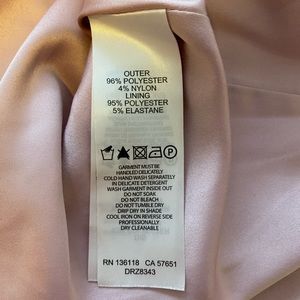 OUTER
96% POLYESTER
4% NYLON
LINING
95% POLYESTER
5% ELASTANE
GARMENT MUST BE
HANDLED DELICATELY
COLD HAND WASH SEPARATELY
IN DELICATE DETERGENT
WASH GARMENT INSIDE OUT
DO NOT SOAK
DO NOT BLEACH
DO NOT TUMBLE DRY
DRIP DRY IN SHADE
COOL IRON ON REVERSE SIDE
PROFESSIONALLY
DRY CLEANABLE
RN 136118 CA 57651
DRZ8343